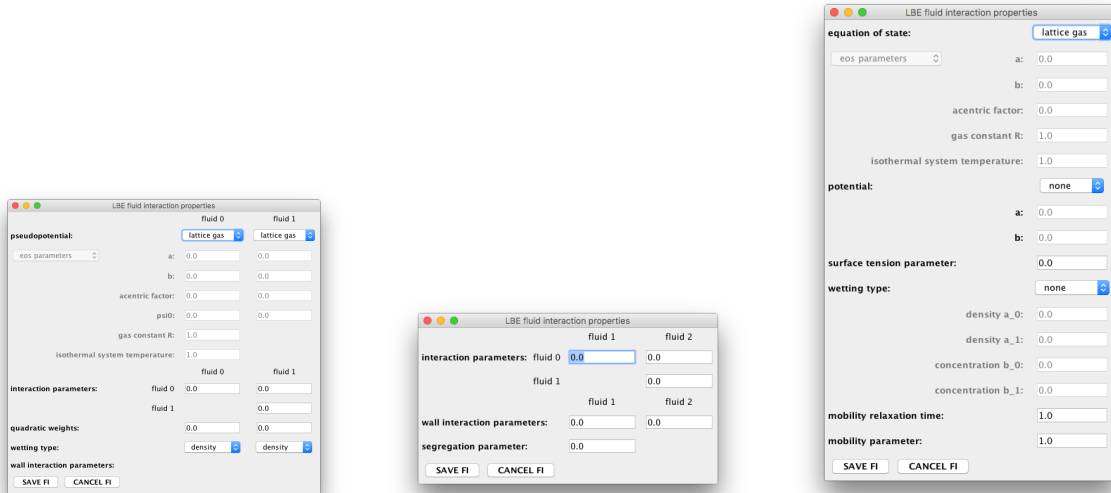 LBE fluid interaction properties
fluid 0 fluid 1
pseudopotential: lattice gas lattice gas
eos parameters a: 0.0 0.0
b: 0.0 0.0
acentric factor: 0.0 0.0
psi0: 0.0 0.0
gas constant R: 1.0
isothermal system temperature: 1.0
fluid 0 fluid 1
interaction parameters: fluid 0 0.0 0.0
fluid 1 0.0
quadratic weights: 0.0 0.0
wetting type: density density
wall interaction parameters:
SAVE FI CANCEL FI
LBE fluid interaction properties
fluid 1 fluid 2
interaction parameters: fluid 0 0.0 0.0
fluid 1 0.0
fluid 1 fluid 2
wall interaction parameters: 0.0 0.0
segregation parameter: 0.0
SAVE FI CANCEL FI
LBE fluid interaction properties
equation of state: lattice gas
eos parameters a: 0.0
b: 0.0
acentric factor: 0.0
gas constant R: 1.0
isothermal system temperature: 1.0
potential: none
a: 0.0
b: 0.0
surface tension parameter: 0.0
wetting type: none
density a_0: 0.0
density a_1: 0.0
concentration b_0: 0.0
concentration b_1: 0.0
mobility relaxation time: 1.0
mobility parameter: 1.0
SAVE FI CANCEL FI